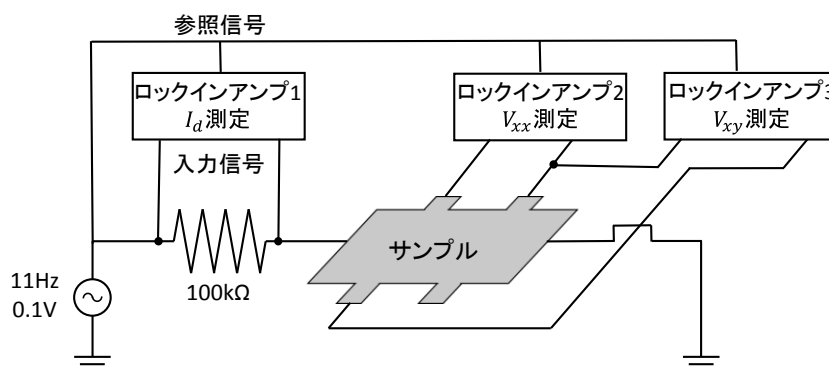 参照信号
ロックインアンプ1
I_d測定
ロックインアンプ2
V_xx測定
ロックインアンプ3
V_xy測定
入力信号
サンプル
100kΩ
11Hz
0.1V